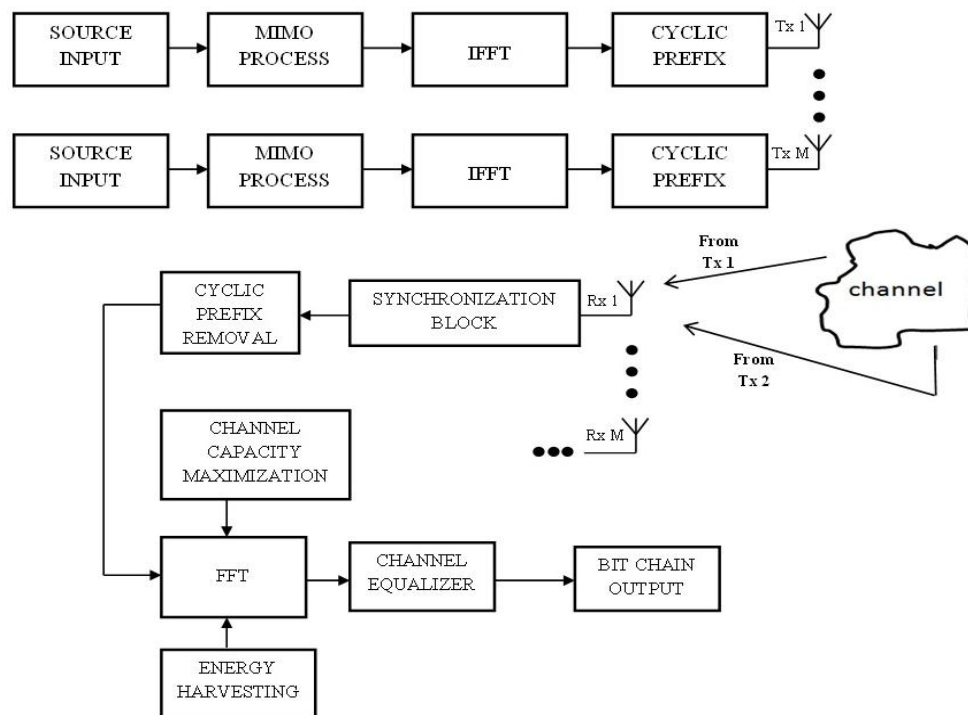 SOURCE
INPUT
MIMO
PROCESS
IFFT
CYCLIC
PREFIX
Tx 1
SOURCE
INPUT
MIMO
PROCESS
IFFT
CYCLIC
PREFIX
Tx M
From
Tx 1
channel
CYCLIC
PREFIX
REMOVAL
SYNCHRONIZATION
BLOCK
Rx 1
From
Tx 2
CHANNEL
CAPACITY
MAXIMIZATION
Rx M
FFT
CHANNEL
EQUALIZER
BIT CHAIN
OUTPUT
ENERGY
HARVESTING